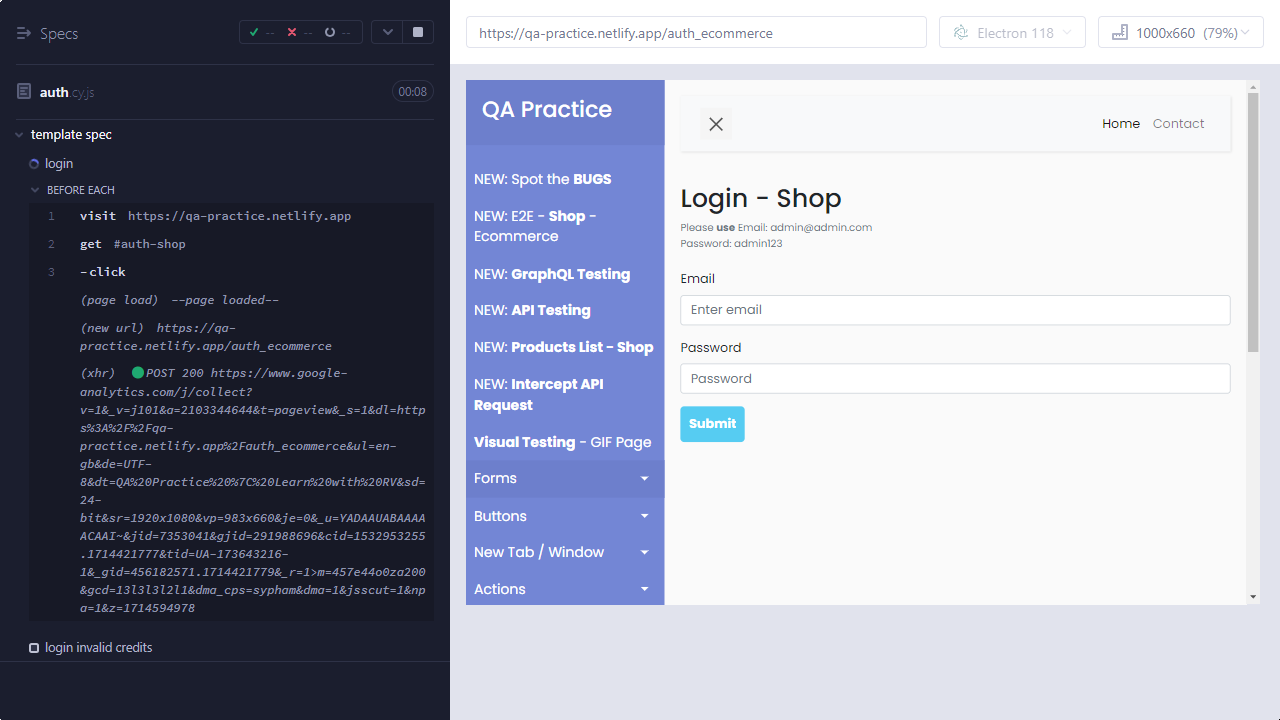 Specs
--
--
--
auth.cy.js
00:08
template spec
login
BEFORE EACH
1 visit https://qa-practice.netlify.app
2 get #auth-shop
3 -click
(page load) --page loaded--
(new url) https://qa-
practice.netlify.app/auth_ecommerce
(xhr) POST 200 https://www.google-
analytics.com/j/collect?
v=1&_v=j101&a=2103344644&t=pageview&_s=1&dl=http
s%3A%2F%2Fqa-
practice.netlify.app%2Fauth_ecommerce&ul=en-
gb&de=UTF-
8&dt=QA%20Practice%20%7C%20Learn%20with%20RV&sd=
24-
bit&sr=1920x1080&vp=983x660&je=0&_u=YADAAUABAAAA
ACAAI~&jid=7353041&gjid=291988696&cid=1532953255
.1714421777&tid=UA-173643216-
1&_gid=456182571.1714421779&_r=1>m=457e44o0za200
&gcd=13l3l3l2l1&dma_cps=sypham&dma=1&jsscut=1&np
a=1&z=1714594978
login invalid credits
https://qa-practice.netlify.app/auth_ecommerce
Electron 118
1000x660 (79%)
QA Practice
NEW: Spot the BUGS
NEW: E2E - Shop -
Ecommerce
NEW: GraphQL Testing
NEW: API Testing
NEW: Products List - Shop
NEW: Intercept API
Request
Visual Testing - GIF Page
Forms
Buttons
New Tab / Window
Actions
Home
Contact
Login - Shop
Please use Email: admin@admin.com
Password: admin123
Email
Enter email
Password
Password
Submit